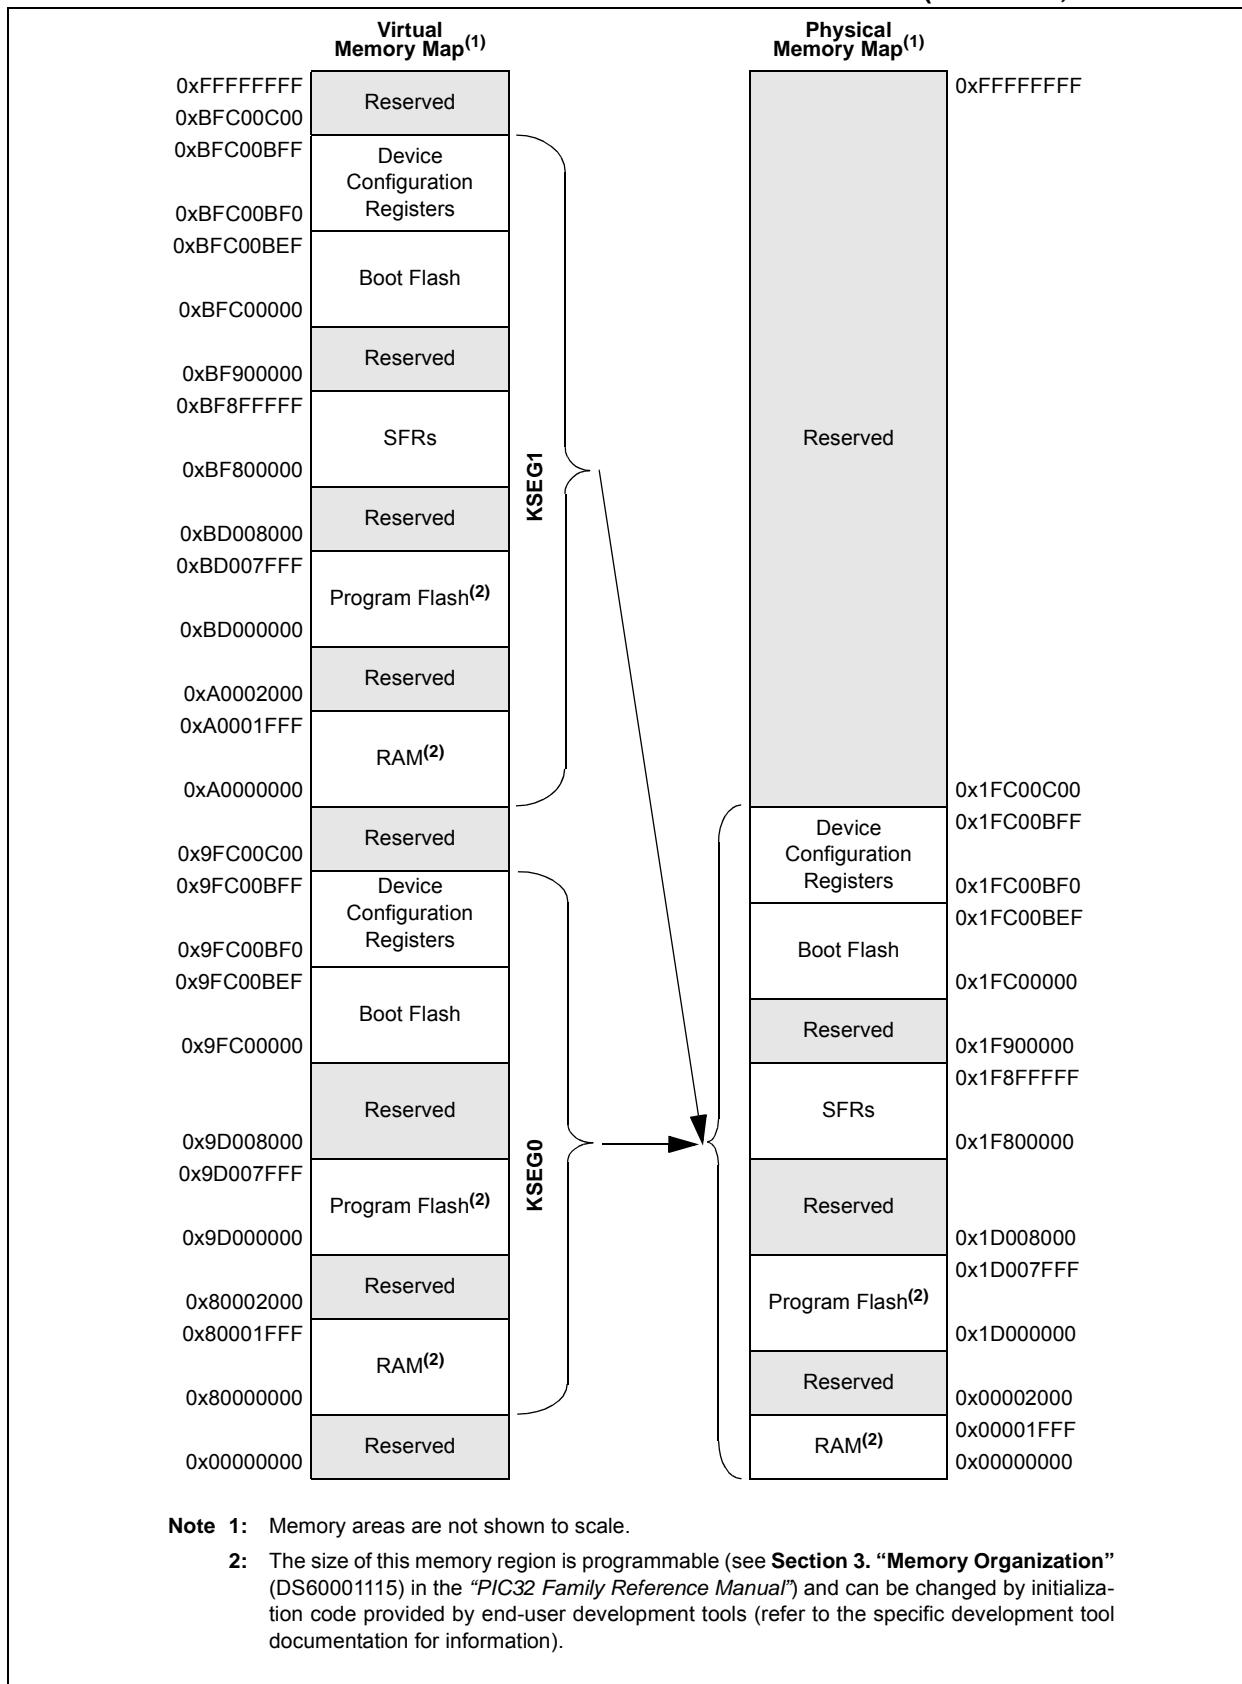 Virtual
Memory Map(1)
Physical
Memory Map(1)
0xFFFFFFFF
Reserved
0xBFC00C00
0xBFC00BFF
Device
Configuration
Registers
0xBFC00BF0
0xBFC00BEF
Boot Flash
0xBFC00000
Reserved
0xBF900000
0xBF8FFFFF
SFRs
0xBF800000
Reserved
0xBD008000
0xBD007FFF
Program Flash(2)
0xBD000000
Reserved
0xA0002000
0xA0001FFF
RAM(2)
0xA0000000
Reserved
0x9FC00C00
0x9FC00BFF
Device
Configuration
Registers
0x9FC00BF0
0x9FC00BEF
Boot Flash
0x9FC00000
Reserved
0x9D008000
0x9D007FFF
Program Flash(2)
0x9D000000
Reserved
0x80002000
0x80001FFF
RAM(2)
0x80000000
Reserved
0x00000000
KSEG1
KSEG0
0xFFFFFFFF
Reserved
0x1FC00C00
0x1FC00BFF
Device
Configuration
Registers
0x1FC00BF0
0x1FC00BEF
Boot Flash
0x1FC00000
Reserved
0x1F900000
0x1F8FFFFF
SFRs
0x1F800000
Reserved
0x1D008000
0x1D007FFF
Program Flash(2)
0x1D000000
Reserved
0x00002000
0x00001FFF
RAM(2)
0x00000000
Note 1: Memory areas are not shown to scale.
2: The size of this memory region is programmable (see Section 3. “Memory Organization”
(DS60001115) in the “PIC32 Family Reference Manual”) and can be changed by initializa-
tion code provided by end-user development tools (refer to the specific development tool
documentation for information).